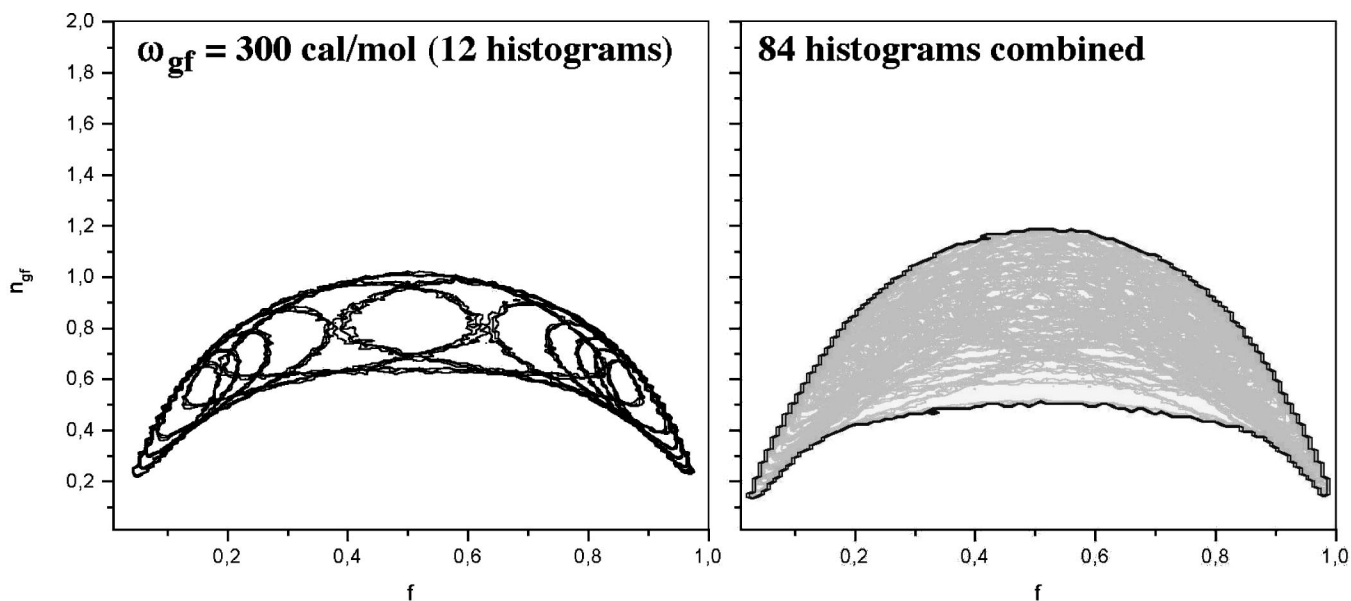 ω_gf = 300 cal/mol (12 histograms)
84 histograms combined
2,0
1,8
1,6
1,4
1,2
1,0
0,8
0,6
0,4
0,2
n_gf
0,2 0,4 0,6 0,8 1,0
0,2 0,4 0,6 0,8 1,0
f
f